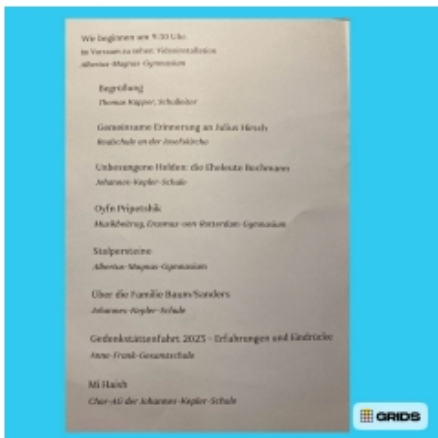 Wir beginnen um 9:30 Uhr.
Im Vorraum zu sehen: Videoinstallation
Albertus-Magnus-Gymnasium
Begrüßung
Thomas Küpper, Schulleiter
Gemeinsame Erinnerung an Julius Hirsch
Realschule an der Josefskirche
Unbesungene Helden: die Eheleute Bochmann
Johannes-Kepler-Schule
Oyfn Pripetshik
Musikbeitrag, Erasmus-von-Rotterdam-Gymnasium
Stolpersteine
Albertus-Magnus-Gymnasium
Über die Familie Baum/Sanders
Johannes-Kepler-Schule
Gedenkstättenfahrt 2023 - Erfahrungen und Eindrücke
Anne-Frank-Gesamtschule
Mi Haish
Chor-AG der Johannes-Kepler-Schule
GRIDS